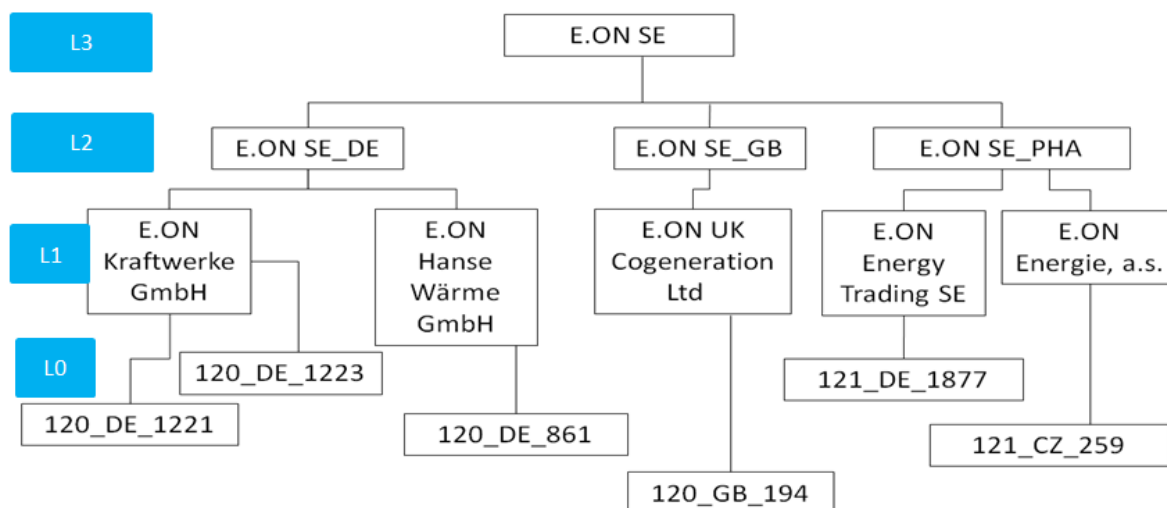 L3
E.ON SE
L2
E.ON SE_DE
E.ON SE_GB
E.ON SE_PHA
L1
E.ON
Kraftwerke
GmbH
E.ON
Hanse
Wärme
GmbH
E.ON UK
Cogeneration
Ltd
E.ON
Energy
Trading SE
E.ON
Energie, a.s.
L0
120_DE_1223
121_DE_1877
120_DE_1221
120_DE_861
121_CZ_259
120_GB_194